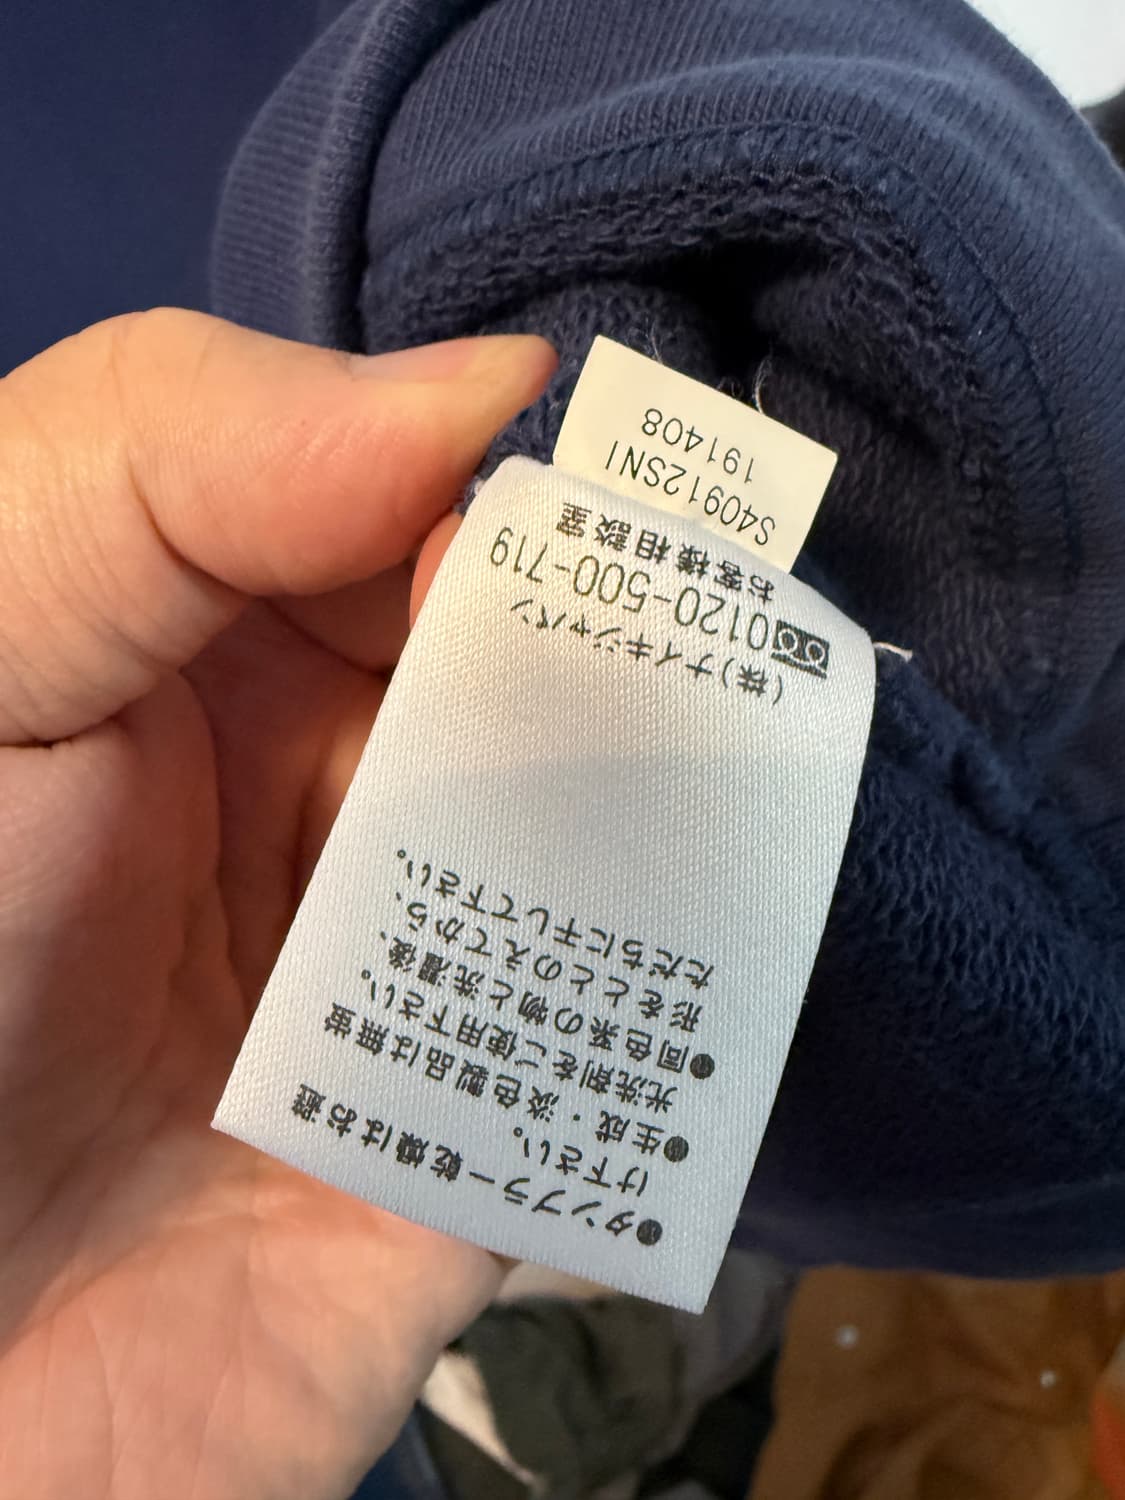 ●タンブラー乾燥はお避
け下さい。
●生成・淡色製品は無蛍
光洗剤をご使用下さい。
●同色系の物と洗濯後、
形をととのえてから、
ただちに干して下さい。
(株)ナイキジャパン
0120-500-719
お客様相談室
S40912SNI
191408